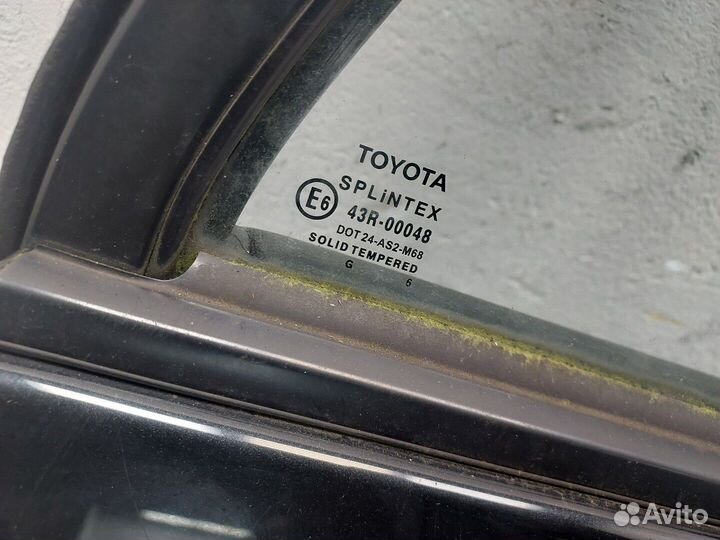 TOYOTA
SPLiNTEX
E6 43R-00048
DOT 24-AS2-M68
SOLID TEMPERED
G 6
Avito